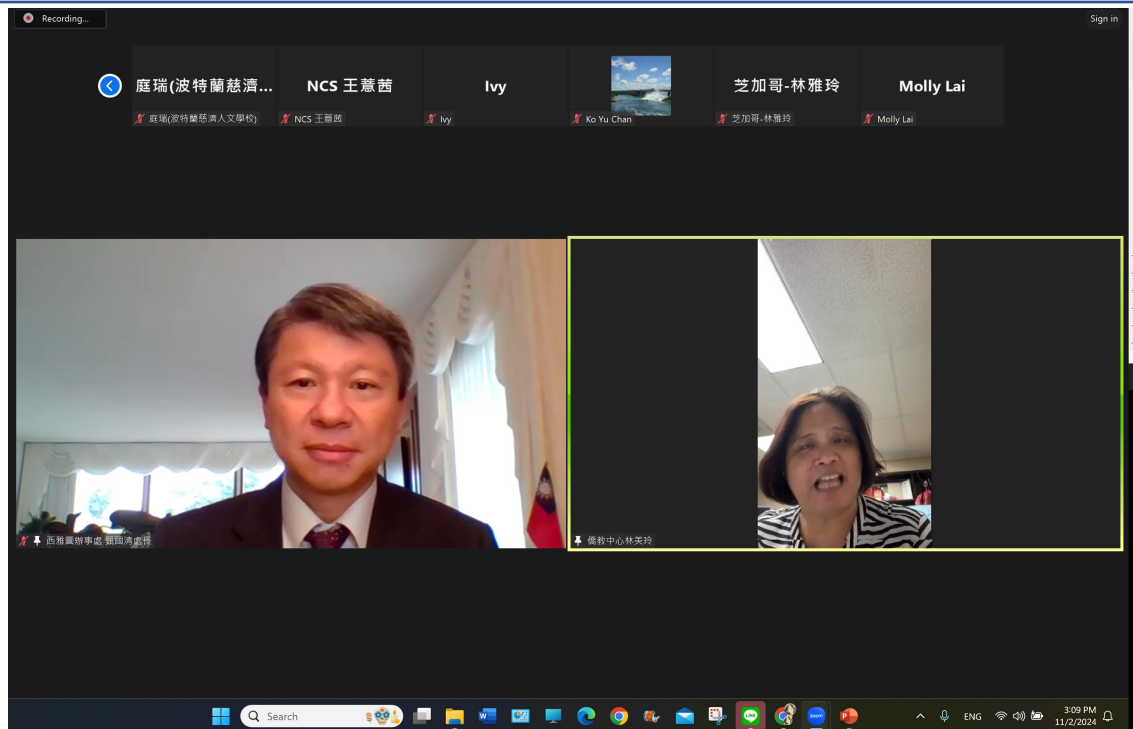 Recording...
Sign in
庭瑞(波特蘭慈濟...
NCS 王薏茜
Ivy
芝加哥-林雅玲
Molly Lai
庭瑞(波特蘭慈濟人文學校)
NCS 王薏茜
Ivy
Ko Yu Chan
芝加哥-林雅玲
Molly Lai
西雅圖辦事處 張國清處長
僑教中心林美玲
Search
ENG
3:09 PM
11/2/2024